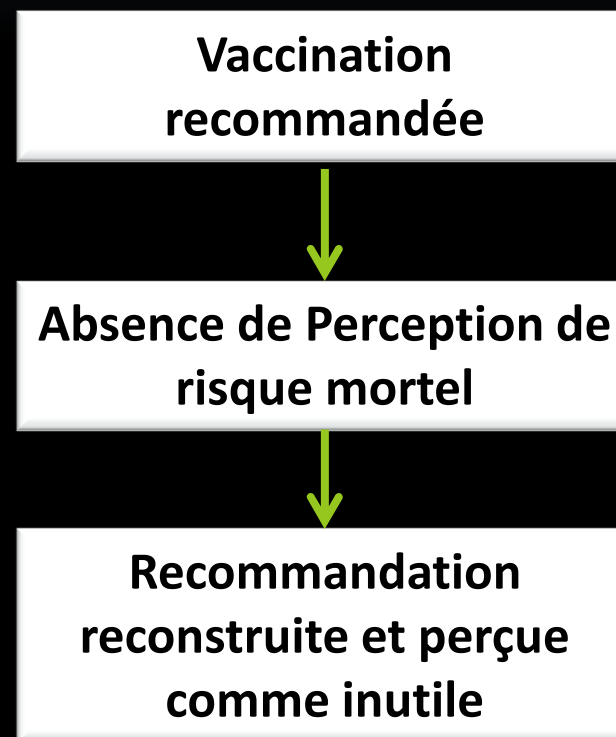 Vaccination
recommandée
Absence de Perception de
risque mortel
Recommandation
reconstruite et perçue
comme inutile